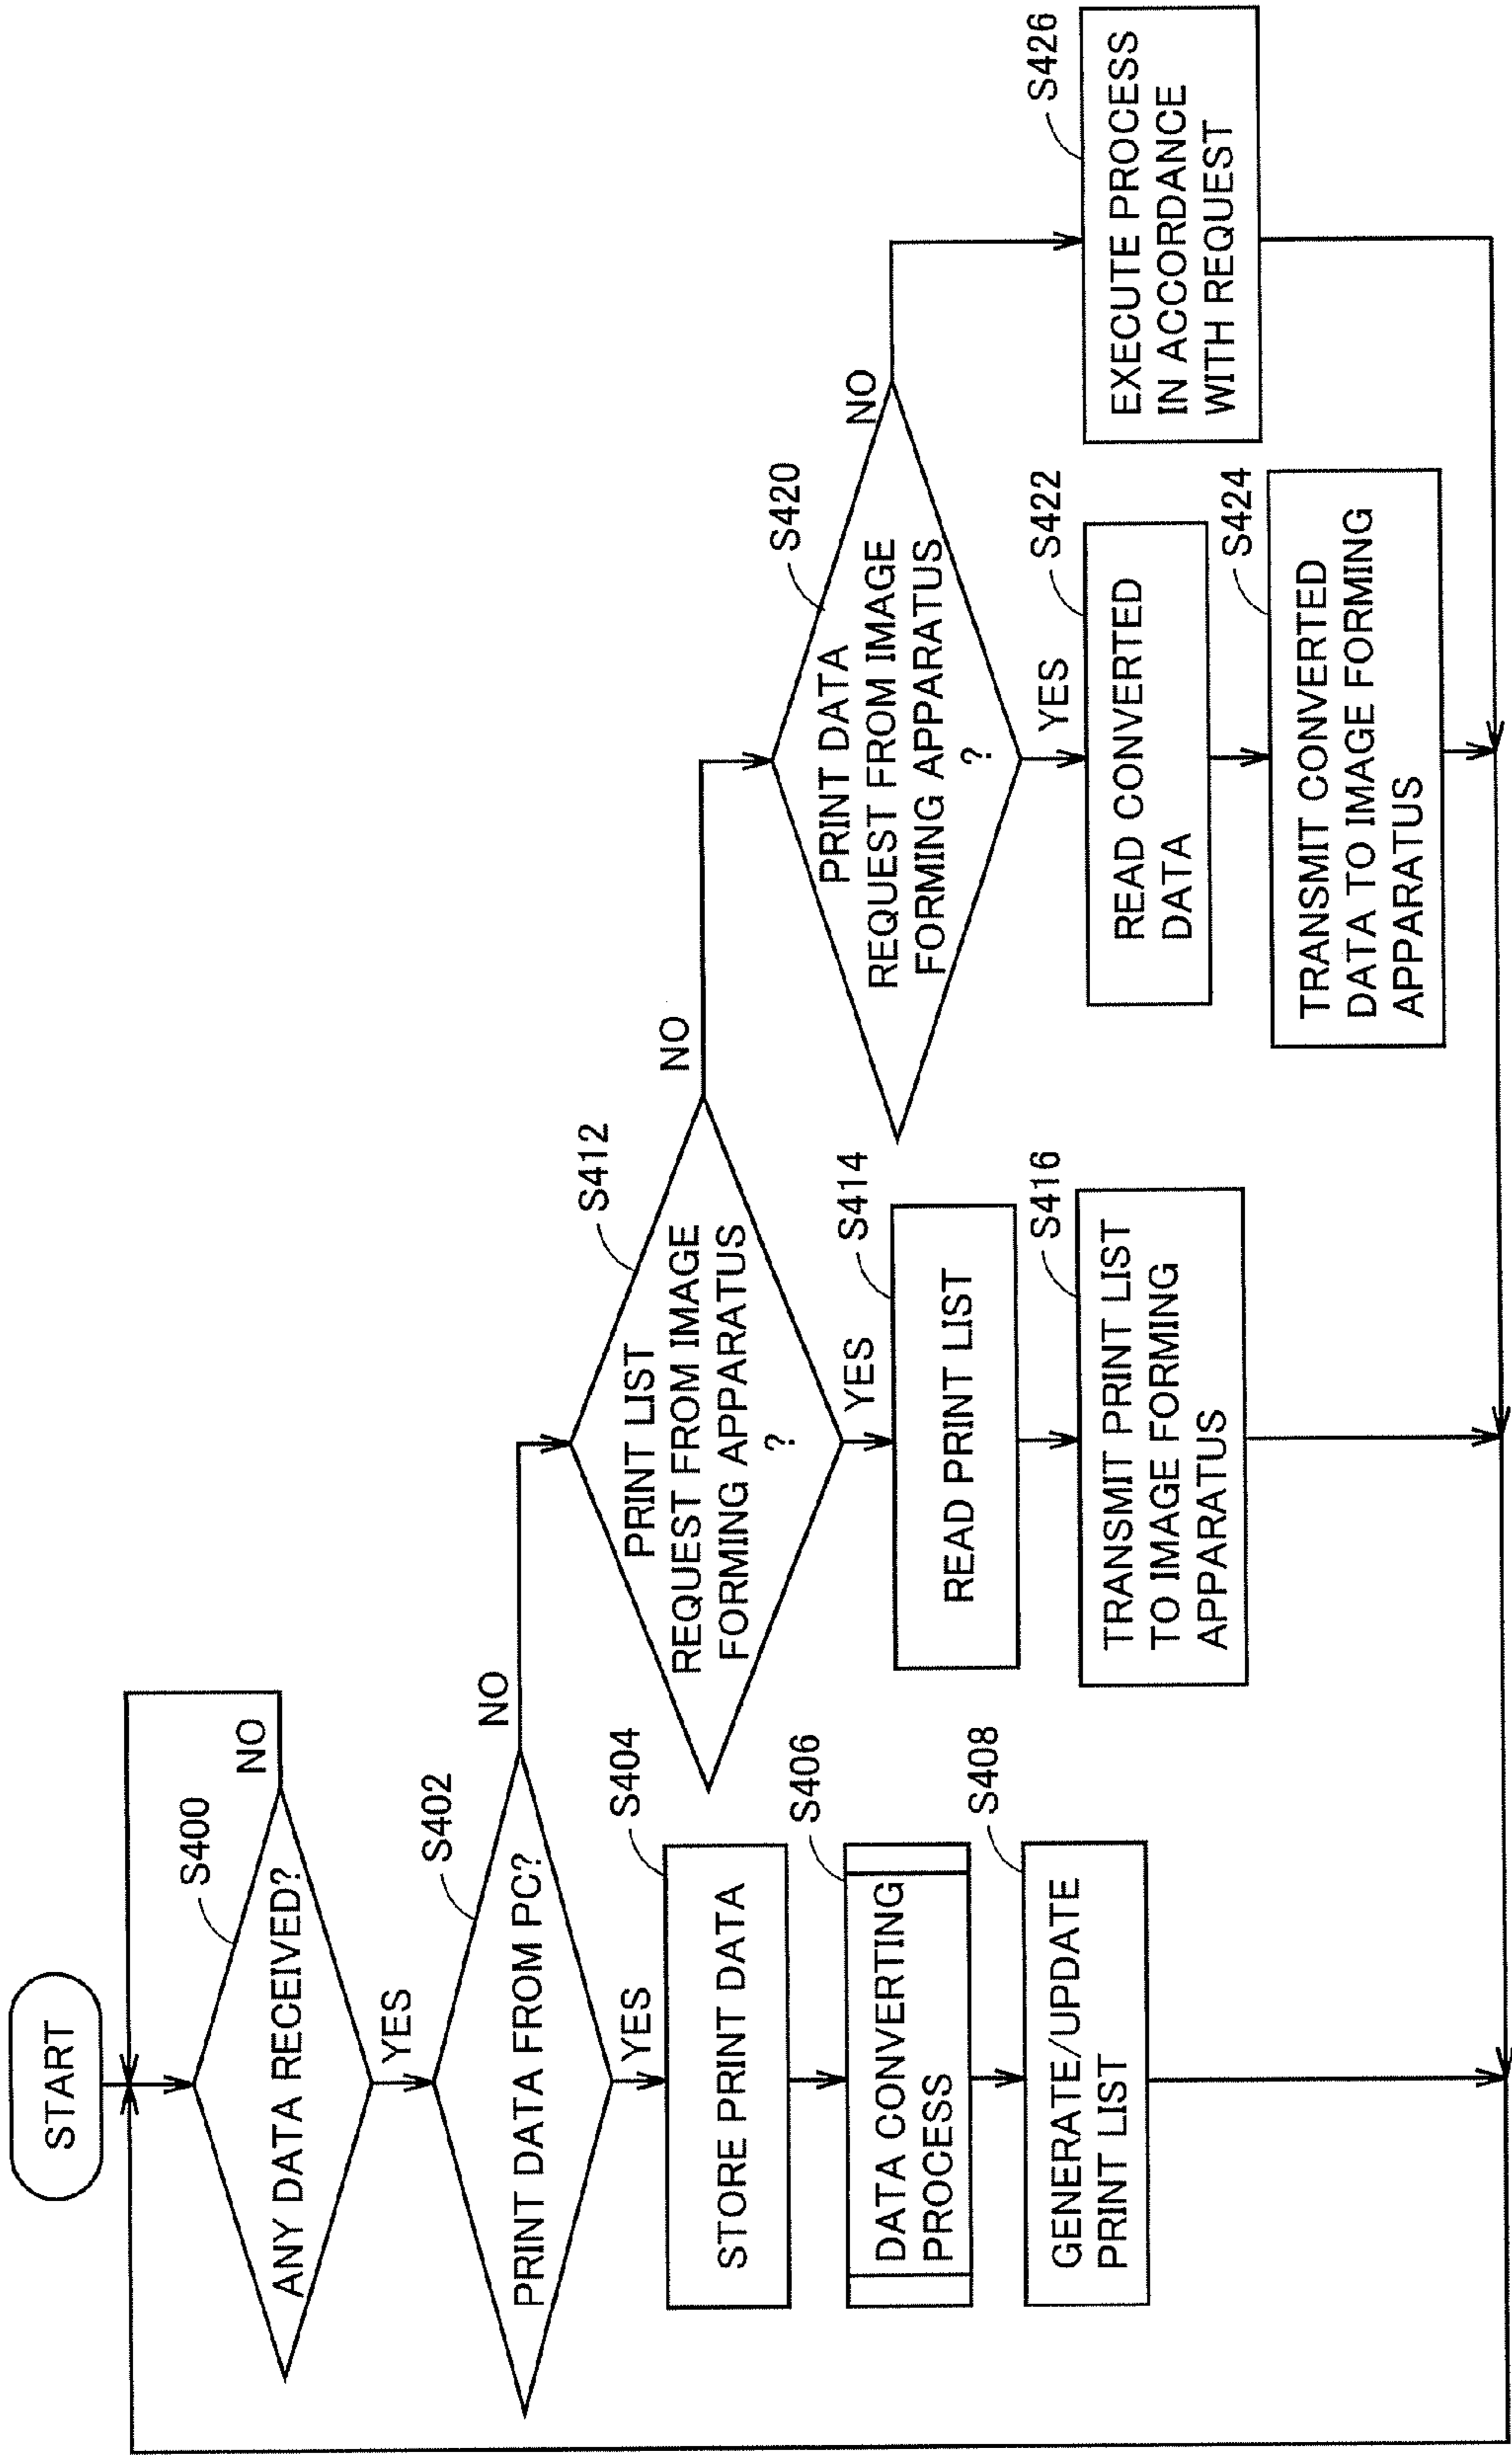 START
S400
ANY DATA RECEIVED?
NO
YES
S402
PRINT DATA FROM PC?
NO
YES
S404
STORE PRINT DATA
S406
DATA CONVERTING
PROCESS
S408
GENERATE/UPDATE
PRINT LIST
S412
PRINT LIST
REQUEST FROM IMAGE
FORMING APPARATUS
?
NO
YES
S414
READ PRINT LIST
S416
TRANSMIT PRINT LIST
TO IMAGE FORMING
APPARATUS
S420
PRINT DATA
REQUEST FROM IMAGE
FORMING APPARATUS
?
NO
YES
S422
READ CONVERTED
DATA
S424
TRANSMIT CONVERTED
DATA TO IMAGE FORMING
APPARATUS
S426
EXECUTE PROCESS
IN ACCORDANCE
WITH REQUEST